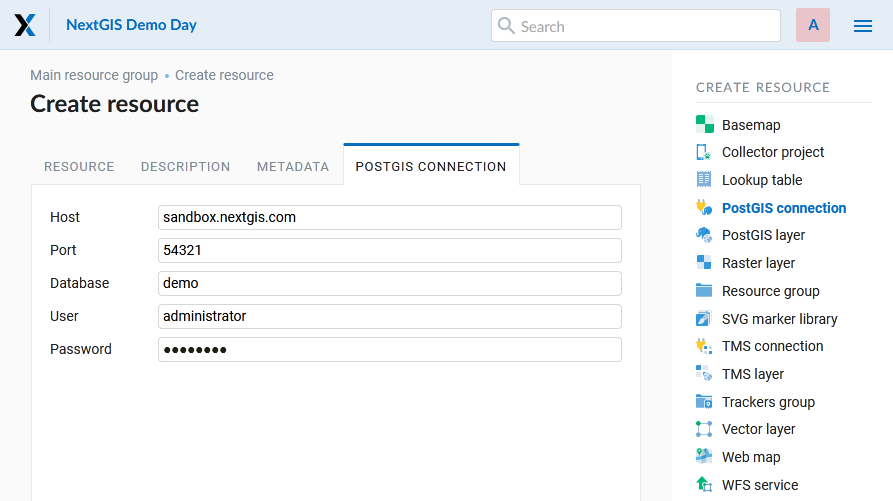 NextGIS Demo Day
Search
A
Main resource group • Create resource
Create resource
RESOURCE DESCRIPTION METADATA POSTGIS CONNECTION
Host sandbox.nextgis.com
Port 54321
Database demo
User administrator
Password ••••••••
CREATE RESOURCE
Basemap
Collector project
Lookup table
PostGIS connection
PostGIS layer
Raster layer
Resource group
SVG marker library
TMS connection
TMS layer
Trackers group
Vector layer
Web map
WFS service